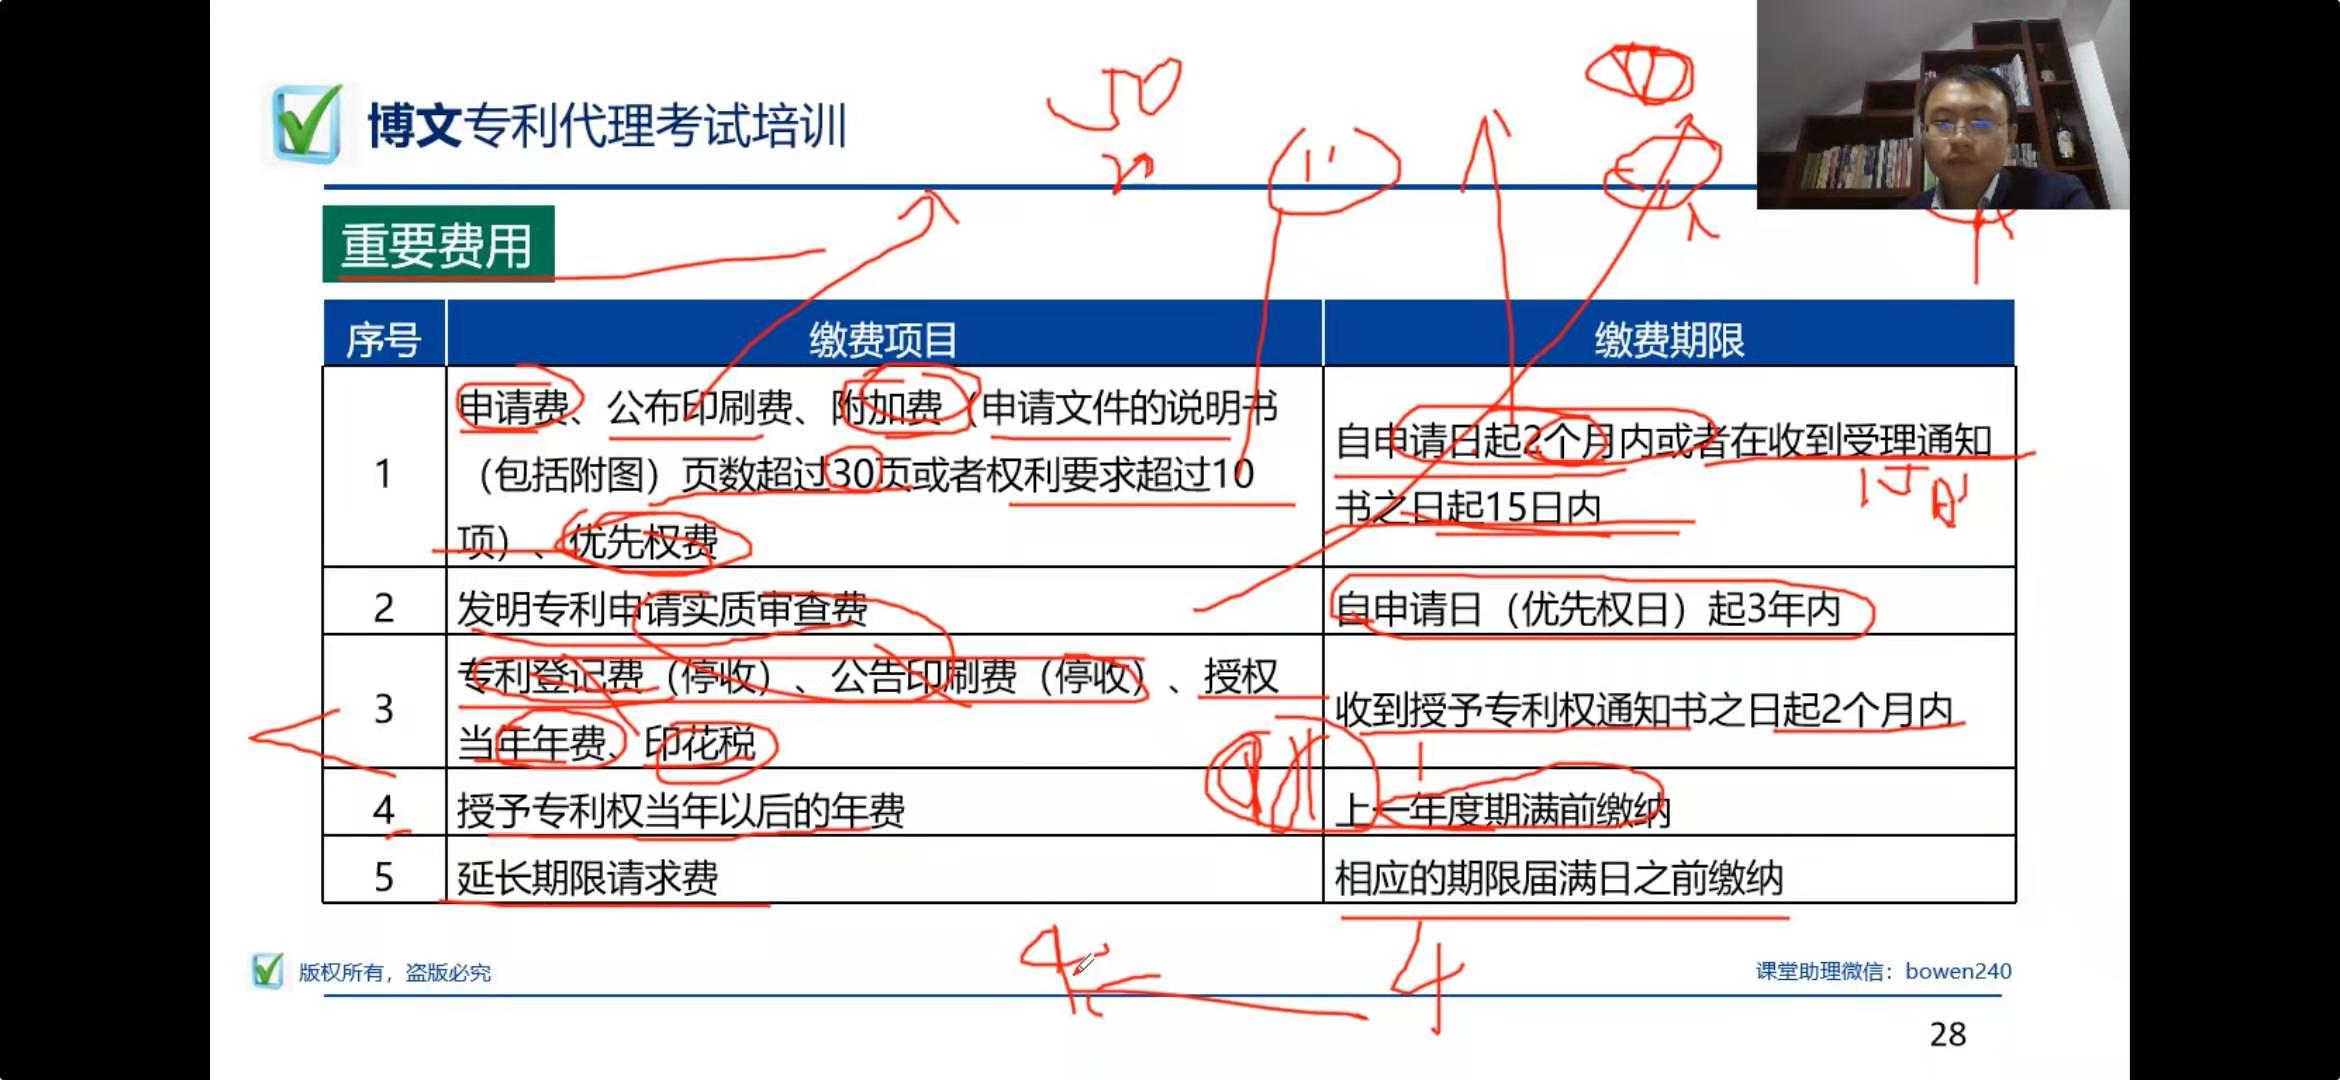 博文专利代理考试培训
50
重要费用
序号
缴费项目
缴费期限
1
申请费、公布印刷费、附加费（申请文件的说明书
（包括附图）页数超过30页或者权利要求超过10
项）、优先权费
自申请日起2个月内或者在收到受理通知
书之日起15日内
15日
2
发明专利申请实质审查费
自申请日（优先权日）起3年内
3
专利登记费（停收）、公告印刷费（停收）、授权
当年年费、印花税
收到授予专利权通知书之日起2个月内
4
授予专利权当年以后的年费
上一年度期满前缴纳
5
延长期限请求费
相应的期限届满日之前缴纳
版权所有，盗版必究
课堂助理微信：bowen240
28